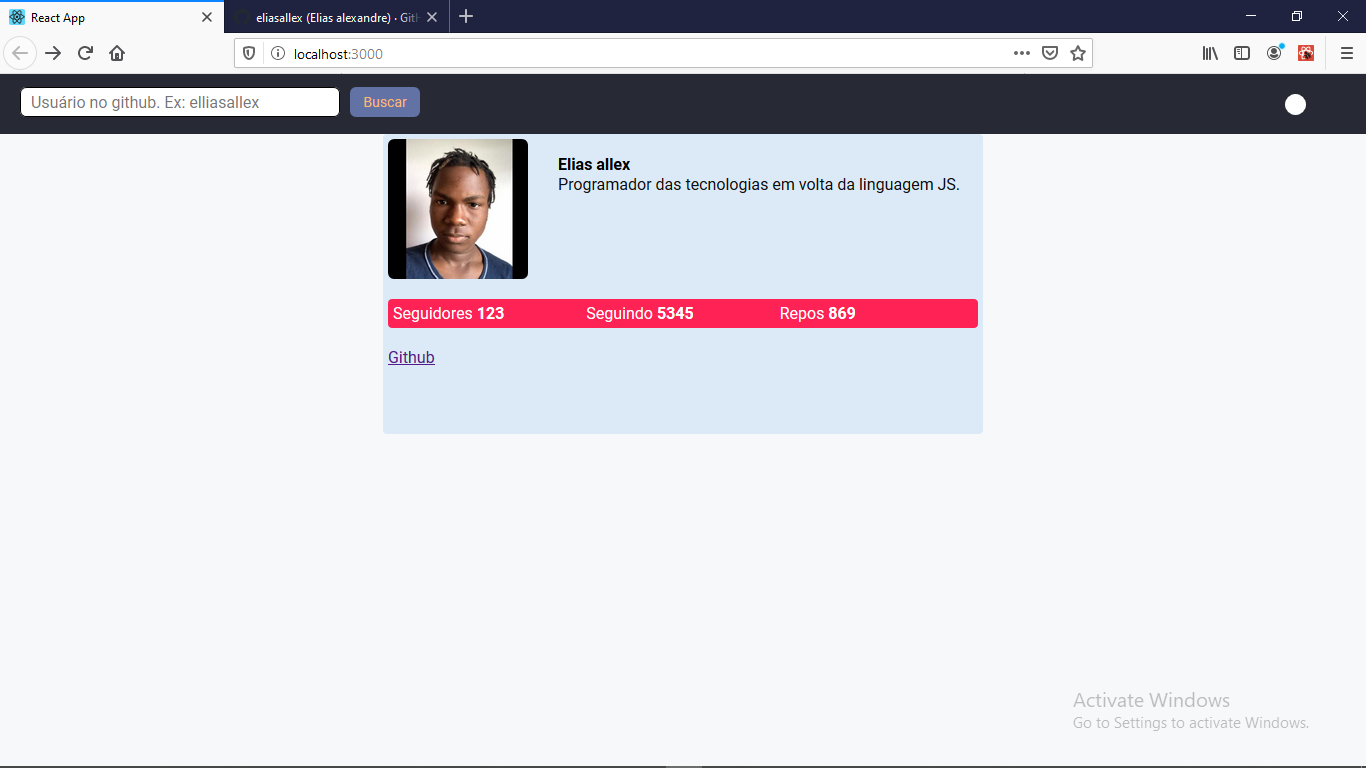 React App
eliasallex (Elias alexandre) · Gith
localhost:3000
Usuário no github. Ex: elliasallex
Buscar
Elias allex
Programador das tecnologias em volta da linguagem JS.
Seguidores 123 Seguindo 5345 Repos 869
Github
Activate Windows
Go to Settings to activate Windows.